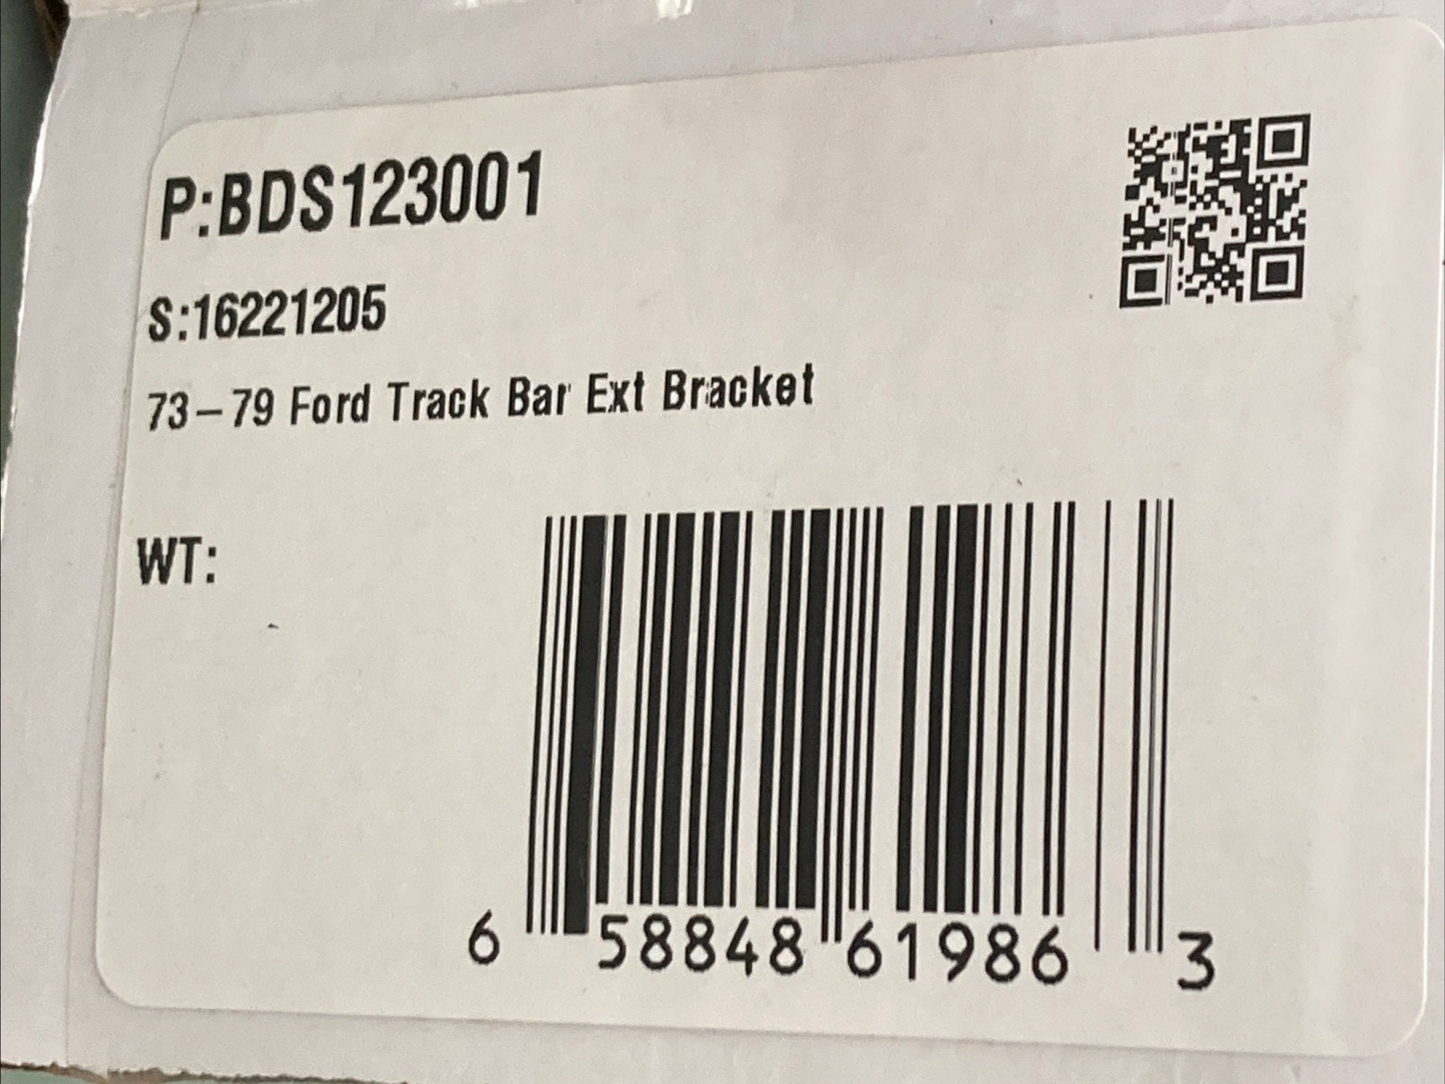 P:BDS123001
S:16221205
73-79 Ford Track Bar Ext Bracket
WT:
6 58848 61986 3